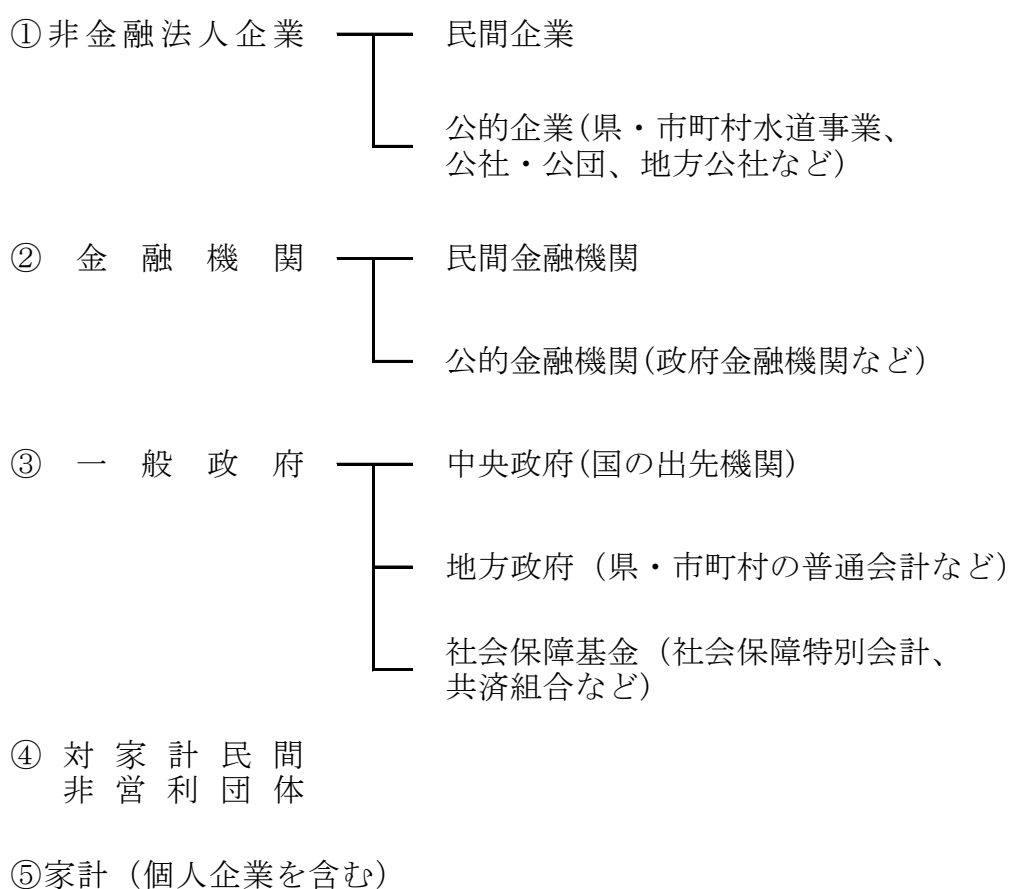 ①非金融法人企業 民間企業
公的企業(県・市町村水道事業、
公社・公団、地方公社など)
② 金融機関 民間金融機関
公的金融機関(政府金融機関など)
③ 一般政府 中央政府(国の出先機関)
地方政府(県・市町村の普通会計など)
社会保障基金(社会保障特別会計、
共済組合など)
④ 対家計民間
非営利団体
⑤家計(個人企業を含む)